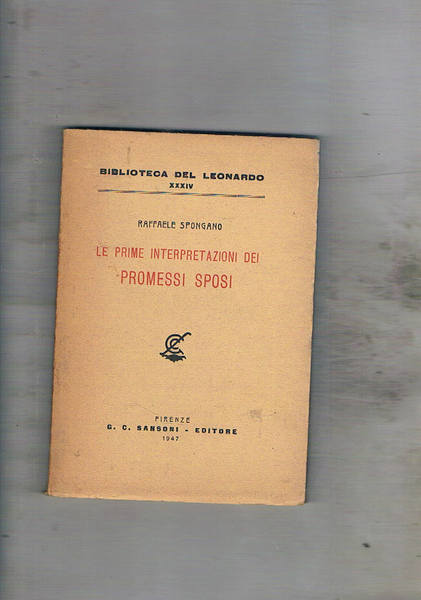 BIBLIOTECA DEL LEONARDO
XXXIV
RAFFAELE SPONGANO
LE PRIME INTERPRETAZIONI DEI
PROMESSI SPOSI
FIRENZE
G. C. SANSONI - EDITORE
1947